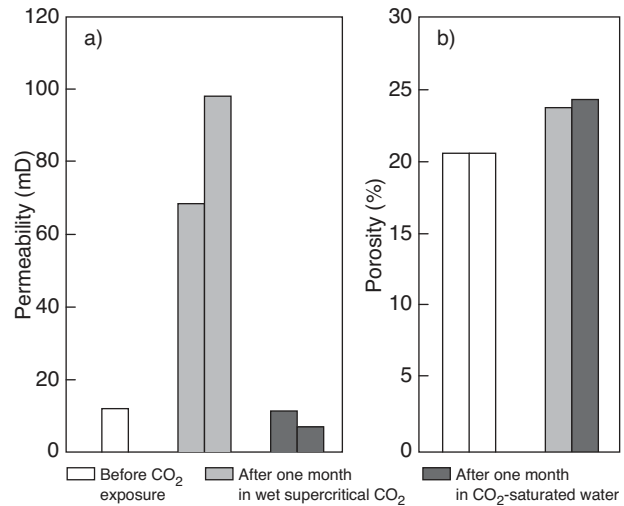 a)
Permeability (mD)
120
100
80
60
40
20
0
b)
Porosity (%)
30
25
20
15
10
5
0
Before CO₂
exposure
After one month
in wet supercritical CO₂
After one month
in CO₂-saturated water